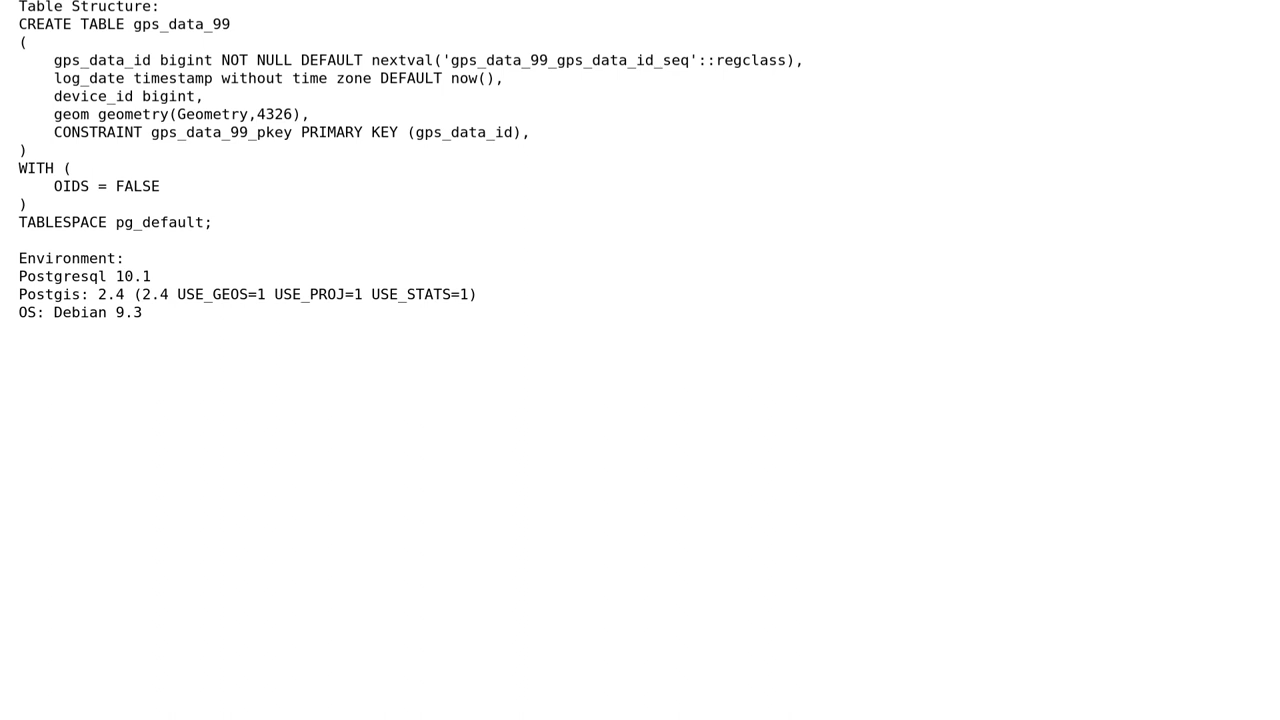 Table Structure:
CREATE TABLE gps_data_99
(
    gps_data_id bigint NOT NULL DEFAULT nextval('gps_data_99_gps_data_id_seq'::regclass),
    log_date timestamp without time zone DEFAULT now(),
    device_id bigint,
    geom geometry(Geometry,4326),
    CONSTRAINT gps_data_99_pkey PRIMARY KEY (gps_data_id),
)
WITH (
    OIDS = FALSE
)
TABLESPACE pg_default;

Environment:
Postgresql 10.1
Postgis: 2.4 (2.4 USE_GEOS=1 USE_PROJ=1 USE_STATS=1)
OS: Debian 9.3